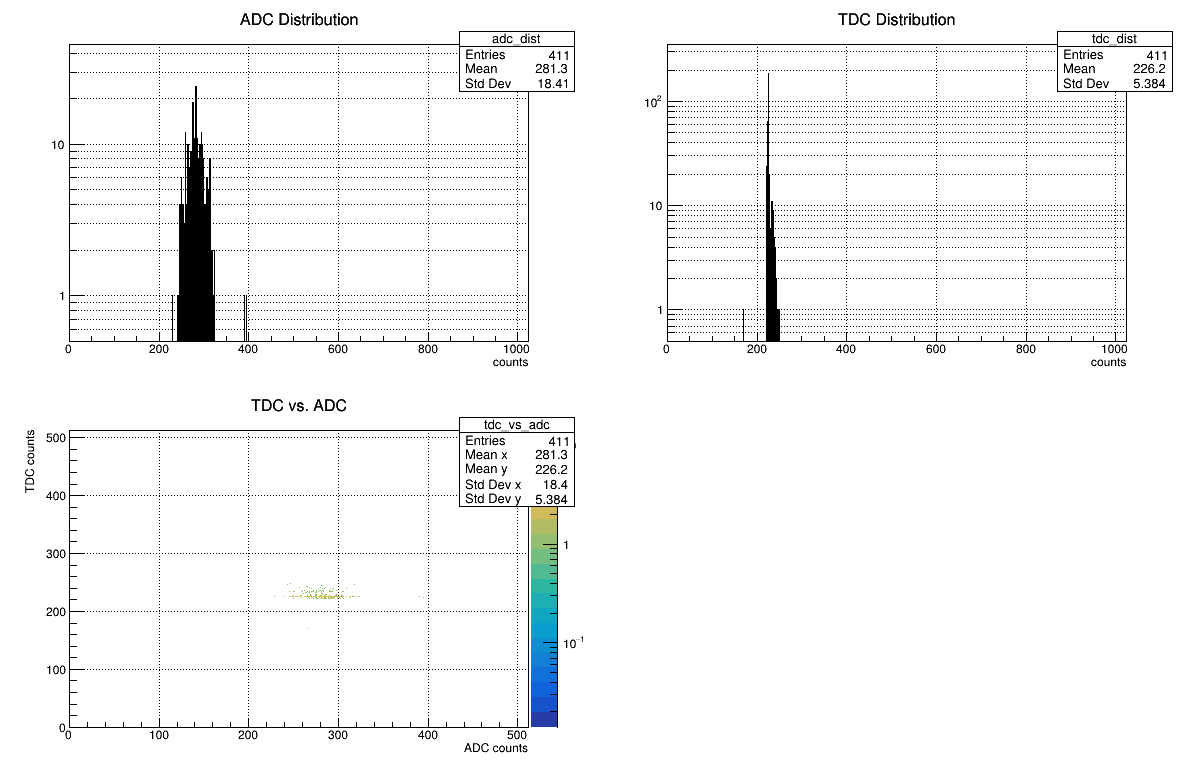 ADC Distribution
adc_dist
Entries 411
Mean 281.3
Std Dev 18.41
10
1
0 200 400 600 800 1000
counts
TDC Distribution
tdc_dist
Entries 411
Mean 226.2
Std Dev 5.384
10²
10
1
0 200 400 600 800 1000
counts
TDC vs. ADC
tdc_vs_adc
Entries 411
Mean x 281.3
Mean y 226.2
Std Dev x 18.4
Std Dev y 5.384
TDC counts
500
400
300
200
100
0
0 100 200 300 400 500
ADC counts
1
10⁻¹